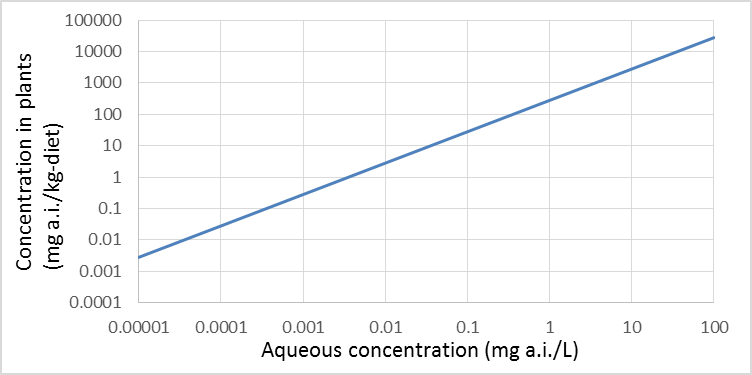 100000
10000
1000
100
10
1
0.1
0.01
0.001
0.0001
Concentration in plants
(mg a.i./kg-diet)
0.00001 0.0001 0.001 0.01 0.1 1 10 100
Aqueous concentration (mg a.i./L)